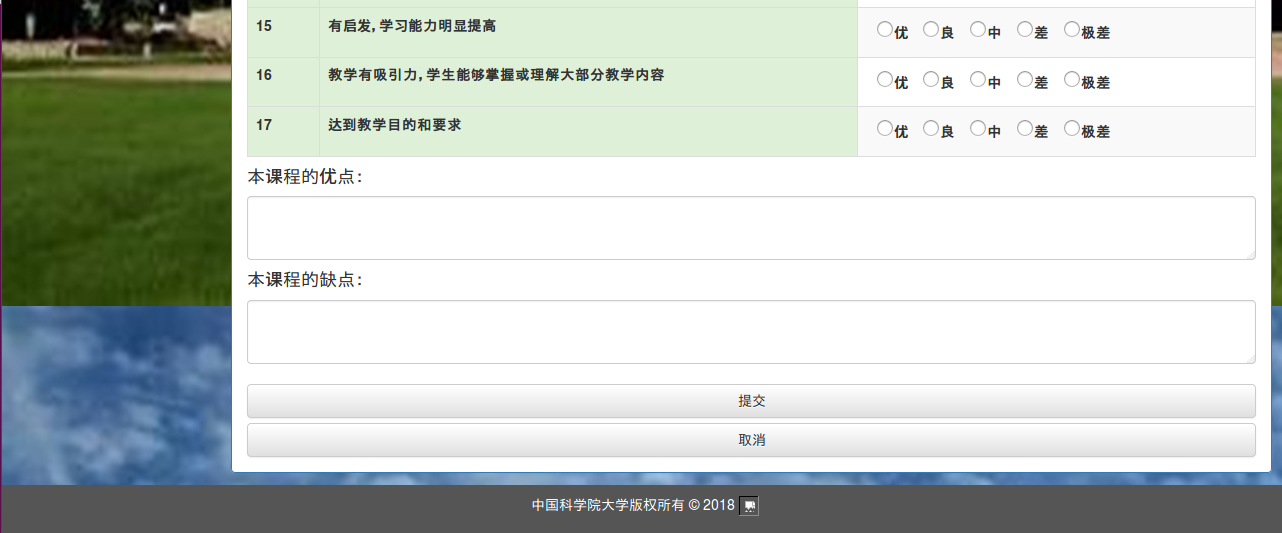 15 有启发,学习能力明显提高 优 良 中 差 极差
16 教学有吸引力,学生能够掌握或理解大部分教学内容 优 良 中 差 极差
17 达到教学目的和要求 优 良 中 差 极差
本课程的优点:
本课程的缺点:
提交
取消
中国科学院大学版权所有 © 2018